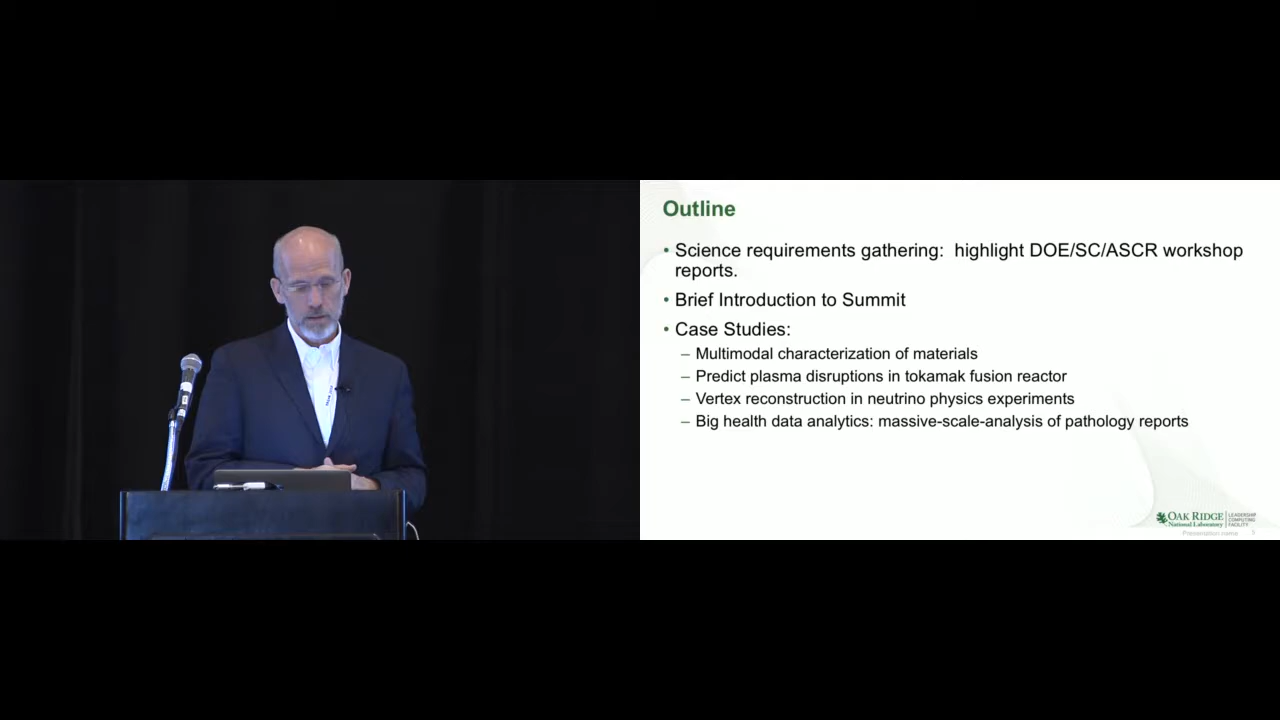 Outline
• Science requirements gathering: highlight DOE/SC/ASCR workshop
reports.
• Brief Introduction to Summit
• Case Studies:
– Multimodal characterization of materials
– Predict plasma disruptions in tokamak fusion reactor
– Vertex reconstruction in neutrino physics experiments
– Big health data analytics: massive-scale-analysis of pathology reports
OAK RIDGE
National Laboratory
LEADERSHIP
COMPUTING
FACILITY